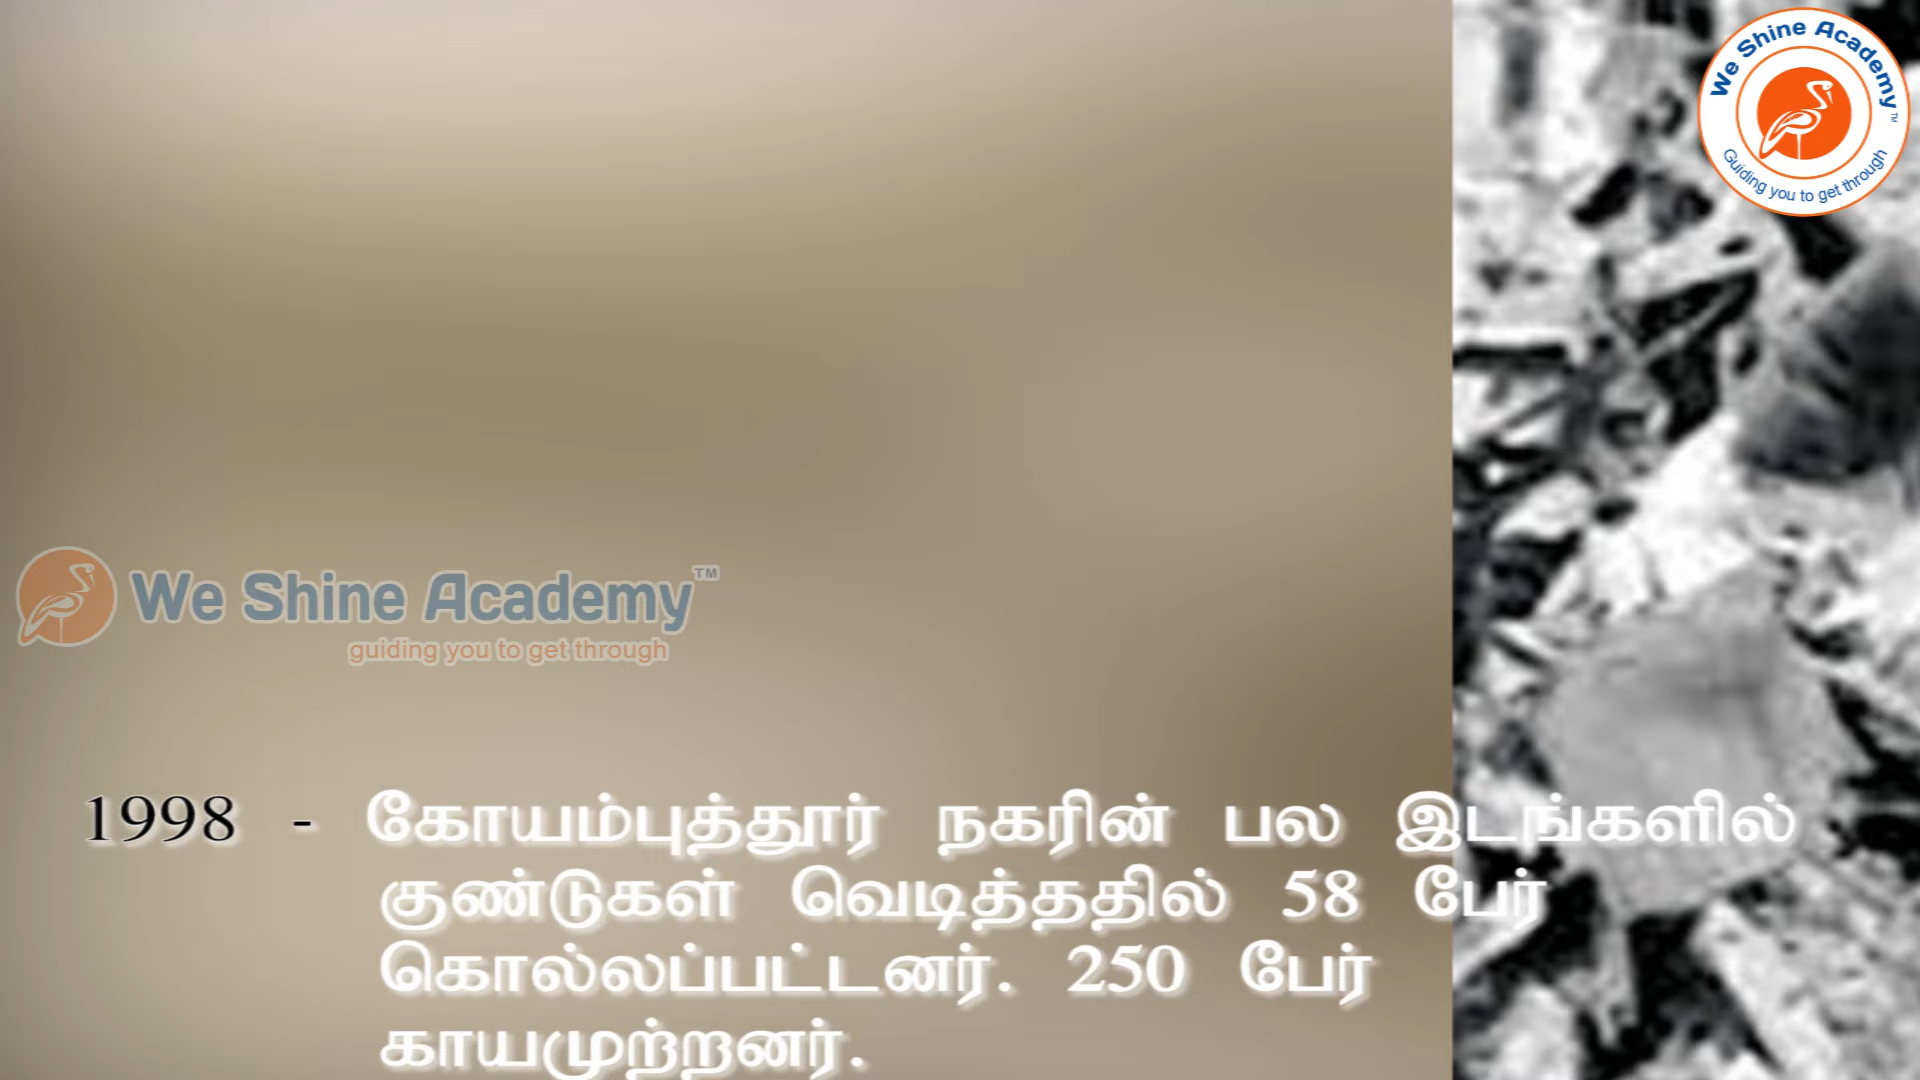 We Shine Academy™
Guiding you to get through
We Shine Academy™
guiding you to get through
1998 - கோயம்புத்தூர் நகரின் பல இடங்களில்
குண்டுகள் வெடித்ததில் 58 பேர்
கொல்லப்பட்டனர். 250 பேர்
காயமுற்றனர்.